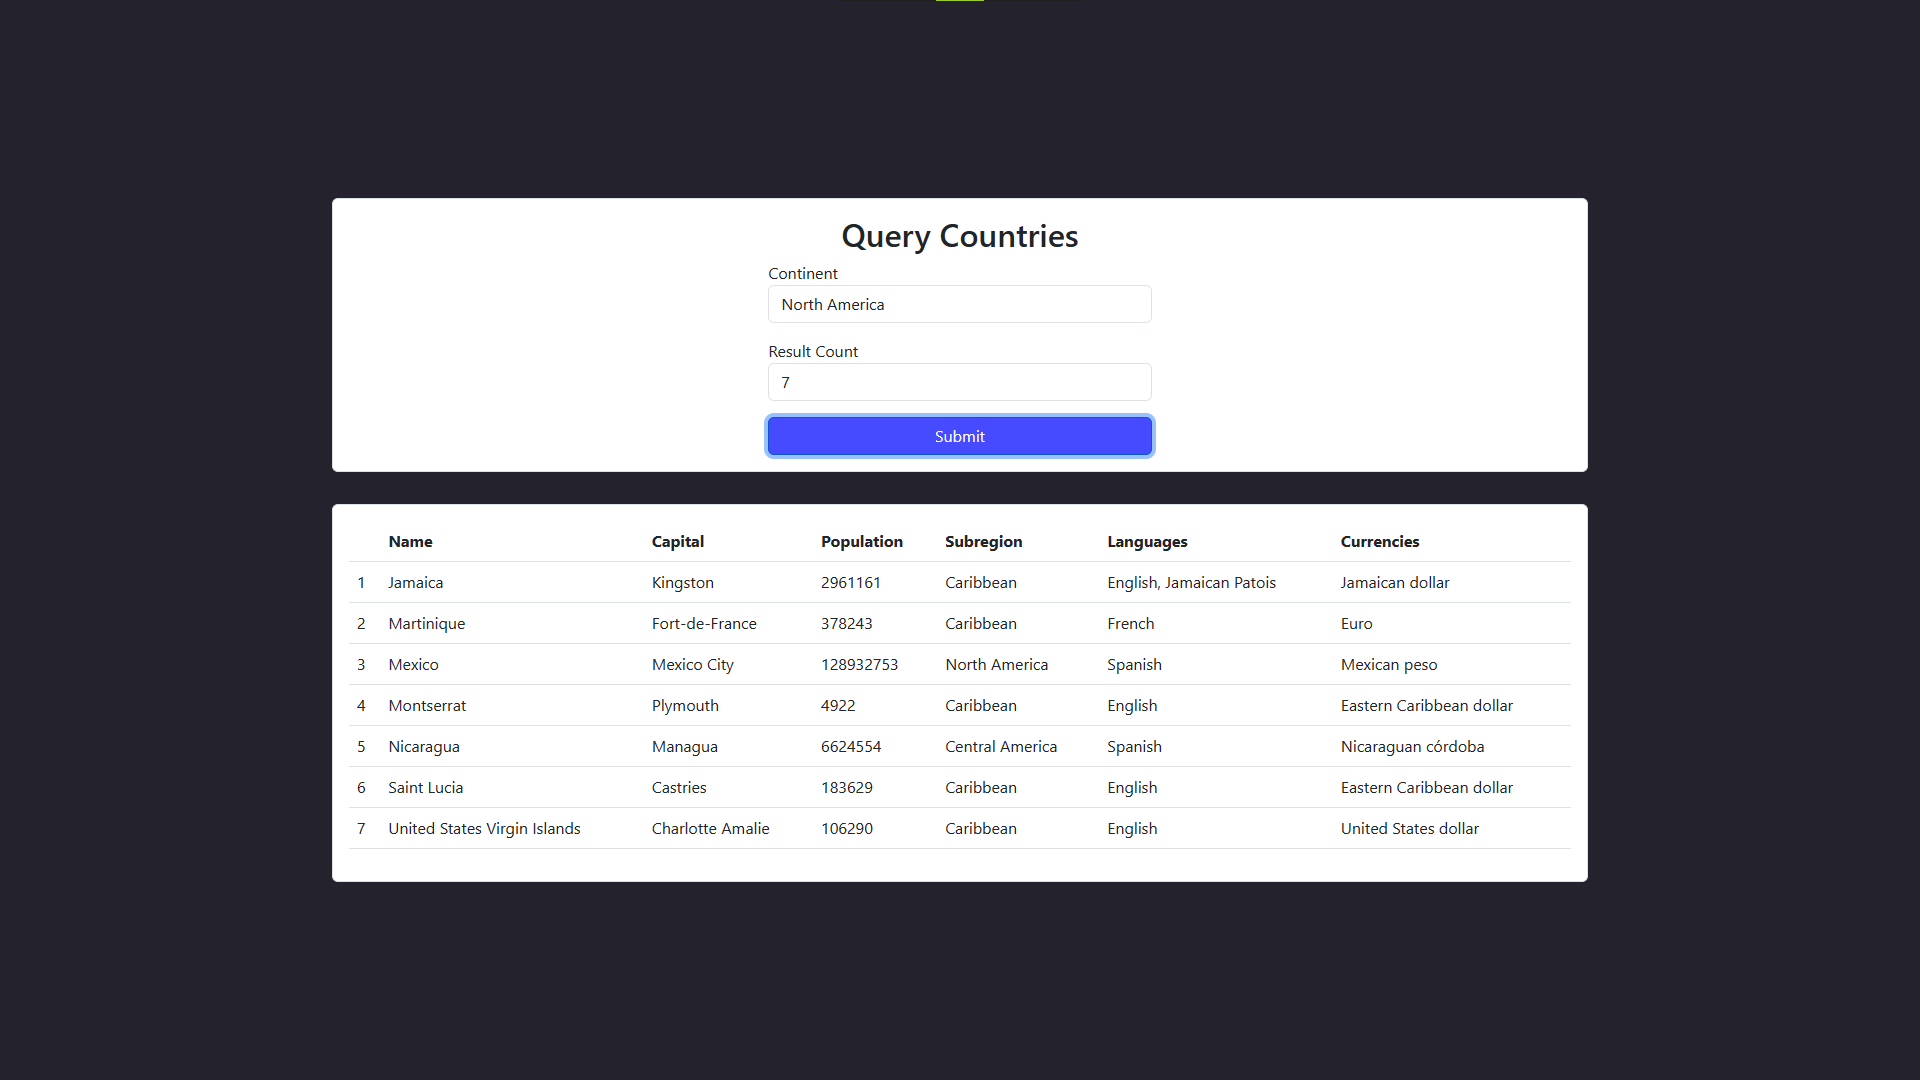 Query Countries
Continent
North America
Result Count
7
Submit
Name Capital Population Subregion Languages Currencies
1 Jamaica Kingston 2961161 Caribbean English, Jamaican Patois Jamaican dollar
2 Martinique Fort-de-France 378243 Caribbean French Euro
3 Mexico Mexico City 128932753 North America Spanish Mexican peso
4 Montserrat Plymouth 4922 Caribbean English Eastern Caribbean dollar
5 Nicaragua Managua 6624554 Central America Spanish Nicaraguan córdoba
6 Saint Lucia Castries 183629 Caribbean English Eastern Caribbean dollar
7 United States Virgin Islands Charlotte Amalie 106290 Caribbean English United States dollar